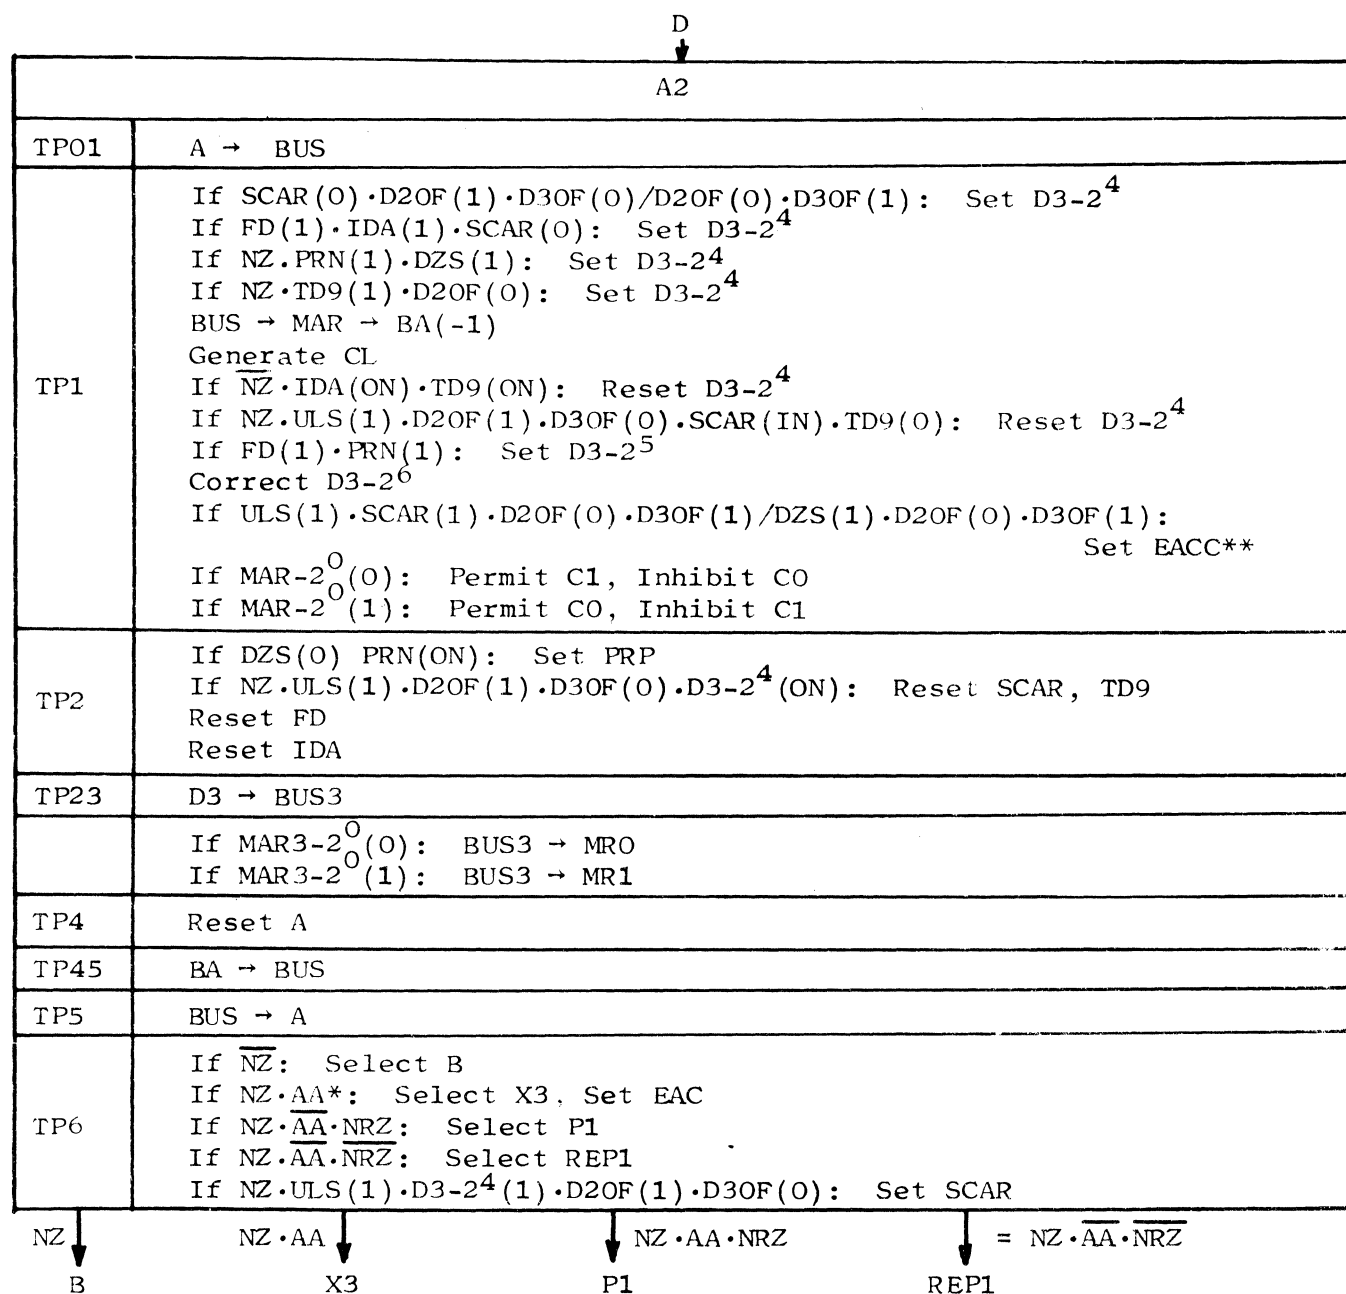 D
A2
TP01 A → BUS
If SCAR(0)·D2OF(1)·D3OF(0)/D2OF(0)·D3OF(1): Set D3-2⁴
If FD(1)·IDA(1)·SCAR(0): Set D3-2⁴
If NZ.PRN(1)·DZS(1): Set D3-2⁴
If NZ·TD9(1)·D2OF(0): Set D3-2⁴
BUS → MAR → BA(-1)
Generate CL
TP1 If N̅Z̅·IDA(ON)·TD9(ON): Reset D3-2⁴
If NZ.ULS(1)·D2OF(1)·D3OF(0)·SCAR(IN)·TD9(0): Reset D3-2⁴
If FD(1)·PRN(1): Set D3-2⁵
Correct D3-2⁶
If ULS(1)·SCAR(1)·D2OF(0)·D3OF(1)/DZS(1)·D2OF(0)·D3OF(1):
Set EACC**
If MAR-2⁰(0): Permit C1, Inhibit C0
If MAR-2⁰(1): Permit C0, Inhibit C1
If DZS(0) PRN(ON): Set PRP
TP2 If NZ·ULS(1)·D2OF(1)·D3OF(0)·D3-2⁴(ON): Reset SCAR, TD9
Reset FD
Reset IDA
TP23 D3 → BUS3
If MAR3-2⁰(0): BUS3 → MR0
If MAR3-2⁰(1): BUS3 → MR1
TP4 Reset A
TP45 BA → BUS
TP5 BUS → A
If N̅Z̅: Select B
If NZ·AA*: Select X3, Set EAC
TP6 If NZ·A̅A̅·NRZ: Select P1
If NZ·A̅A̅·N̅R̅Z̅: Select REP1
If NZ·ULS(1)·D3-2⁴(1)·D2OF(1)·D3OF(0): Set SCAR
N̅Z̅ NZ·AA NZ·AA·NRZ = NZ·A̅A̅·N̅R̅Z̅
B X3 P1 REP1